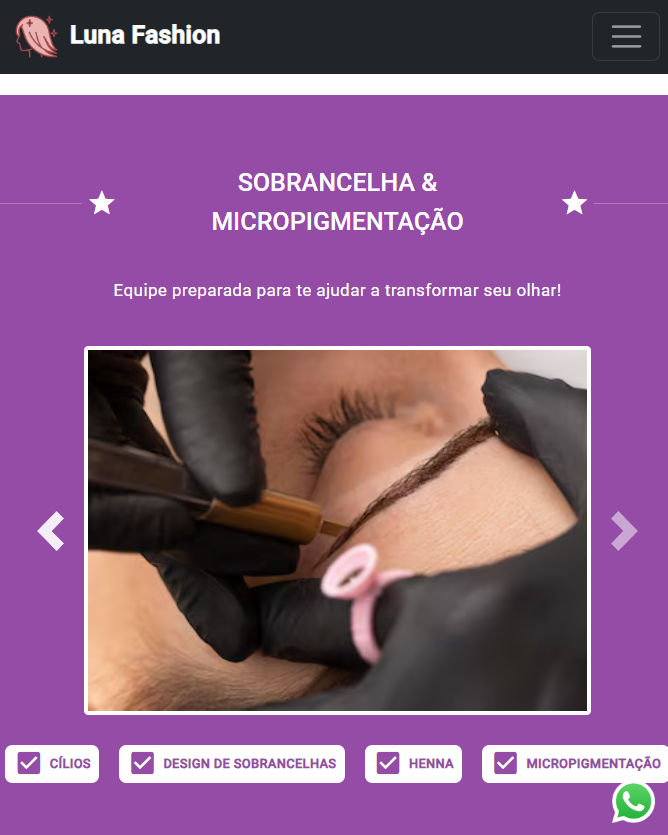 Luna Fashion
SOBRANCELHA &
MICROPIGMENTAÇÃO
Equipe preparada para te ajudar a transformar seu olhar!
CÍLIOS
DESIGN DE SOBRANCELHAS
HENNA
MICROPIGMENTAÇÃO